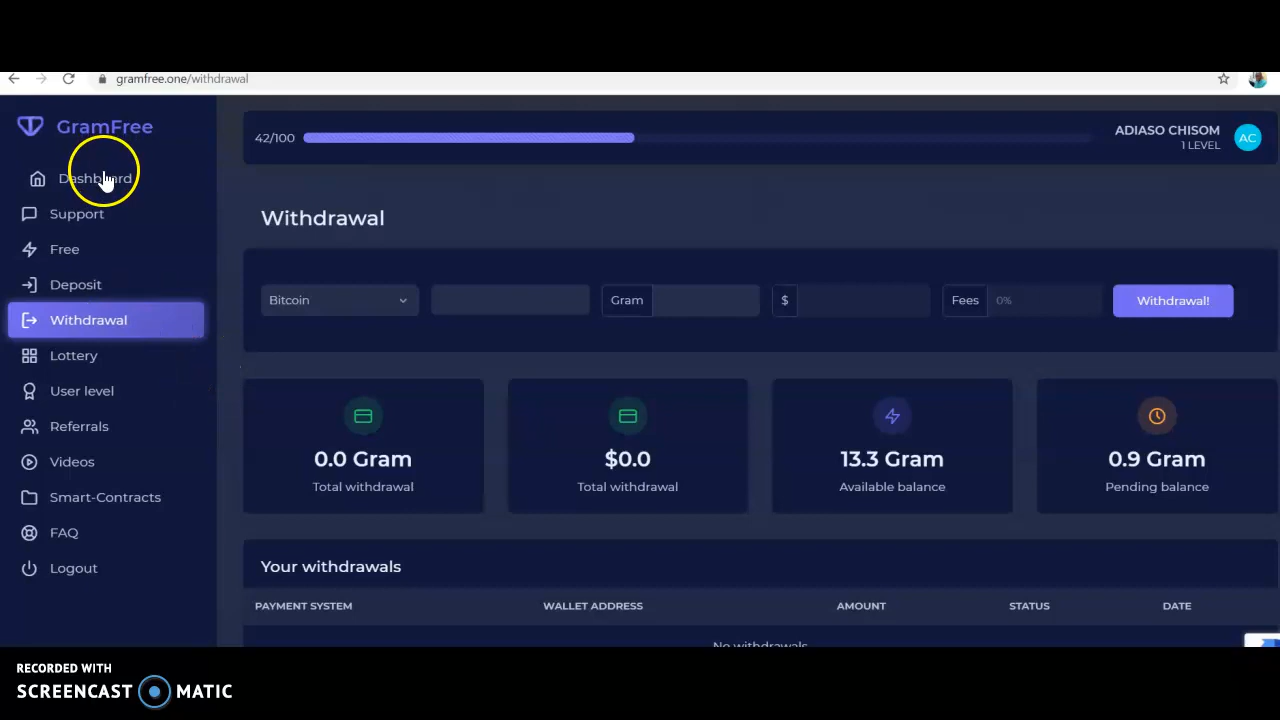 gramfree.one/withdrawal
GramFree
42/100
ADIASO CHISOM
1 LEVEL
AC
Dashboard
Support
Free
Deposit
Withdrawal
Lottery
User level
Referrals
Videos
Smart-Contracts
FAQ
Logout
Withdrawal
Bitcoin Gram $ Fees 0% Withdrawal!
0.0 Gram
Total withdrawal
$0.0
Total withdrawal
13.3 Gram
Available balance
0.9 Gram
Pending balance
Your withdrawals
PAYMENT SYSTEM WALLET ADDRESS AMOUNT STATUS DATE
No withdrawals
RECORDED WITH
SCREENCAST MATIC